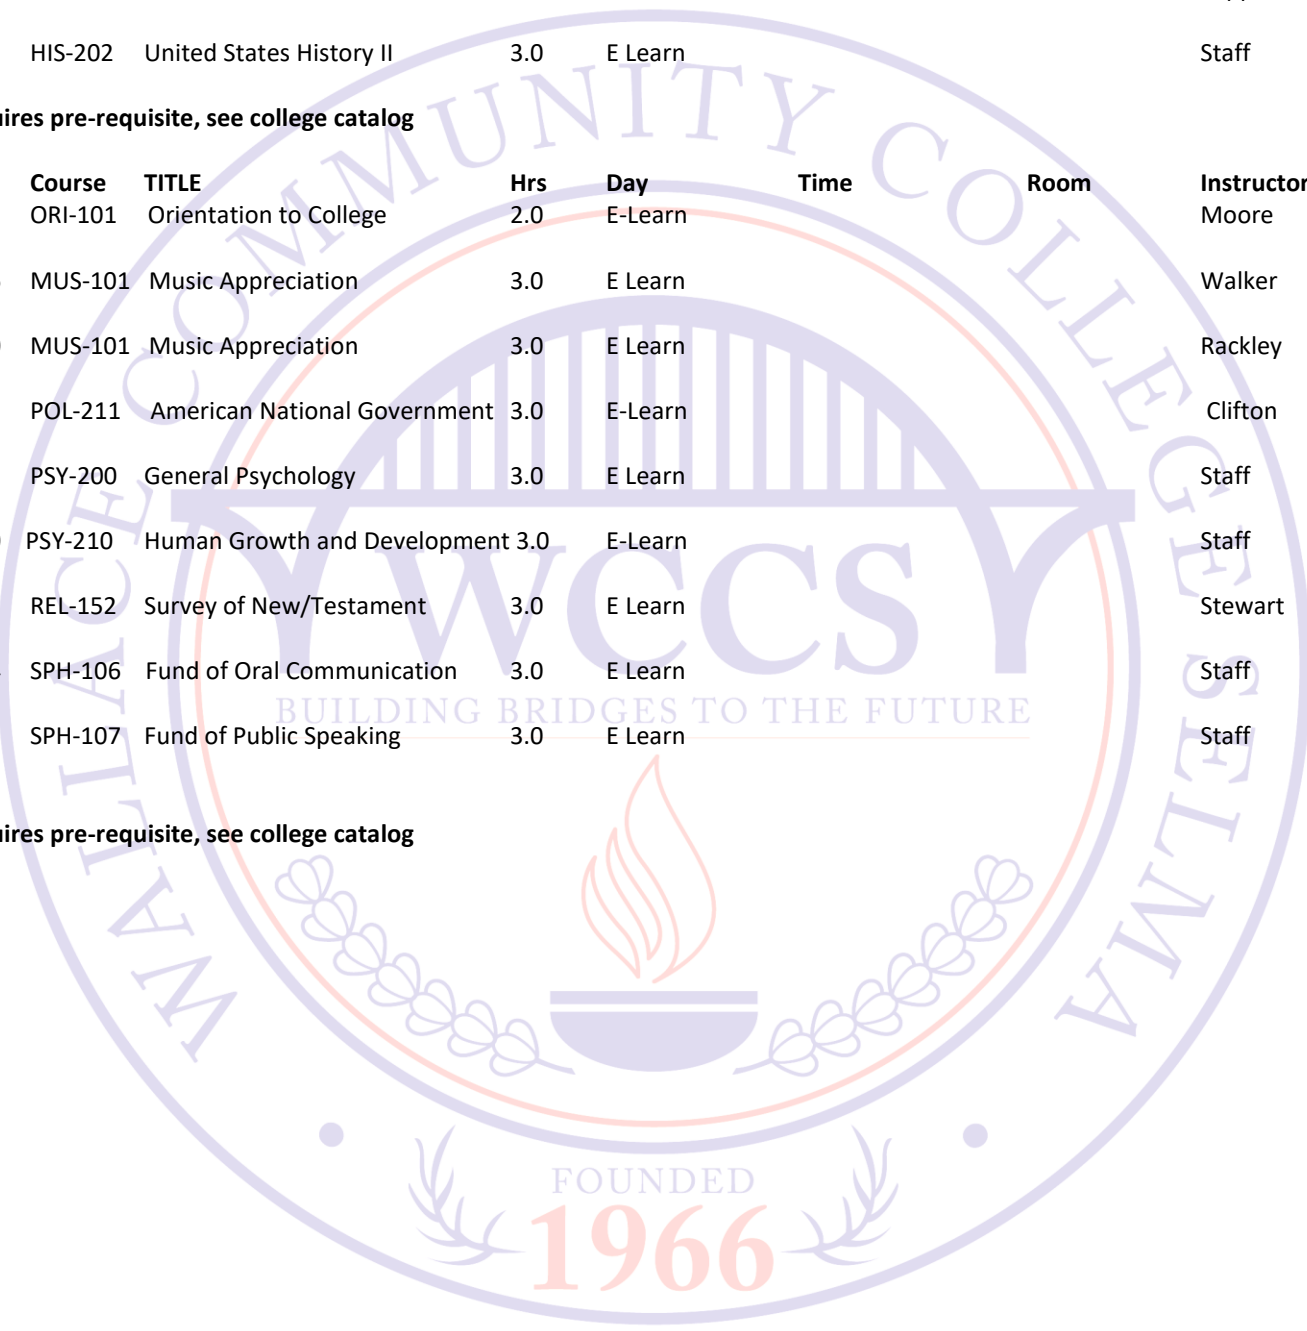 HIS-202 United States History II 3.0 E Learn Staff
uires pre-requisite, see college catalog
Course TITLE Hrs Day Time Room Instructor
ORI-101 Orientation to College 2.0 E-Learn Moore
MUS-101 Music Appreciation 3.0 E Learn Walker
MUS-101 Music Appreciation 3.0 E Learn Rackley
POL-211 American National Government 3.0 E-Learn Clifton
PSY-200 General Psychology 3.0 E Learn Staff
PSY-210 Human Growth and Development 3.0 E-Learn Staff
REL-152 Survey of New/Testament 3.0 E Learn Stewart
SPH-106 Fund of Oral Communication 3.0 E Learn Staff
SPH-107 Fund of Public Speaking 3.0 E Learn Staff
uires pre-requisite, see college catalog
WALLACE COMMUNITY COLLEGE SELMA
WCCS
BUILDING BRIDGES TO THE FUTURE
FOUNDED
1966